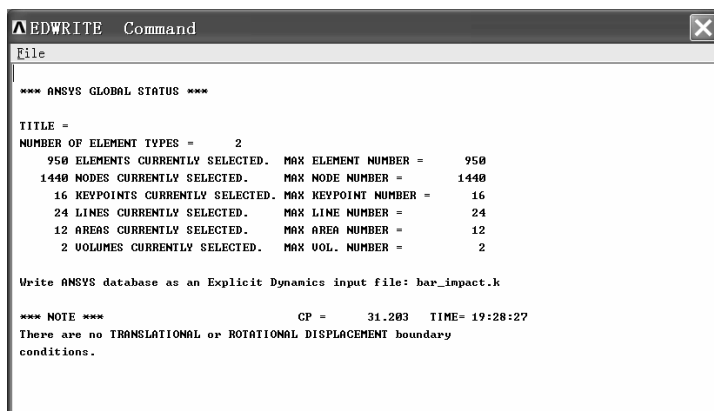 EDWRITE Command
File
*** ANSYS GLOBAL STATUS ***
TITLE =
NUMBER OF ELEMENT TYPES = 2
950 ELEMENTS CURRENTLY SELECTED. MAX ELEMENT NUMBER = 950
1440 NODES CURRENTLY SELECTED. MAX NODE NUMBER = 1440
16 KEYPOINTS CURRENTLY SELECTED. MAX KEYPOINT NUMBER = 16
24 LINES CURRENTLY SELECTED. MAX LINE NUMBER = 24
12 AREAS CURRENTLY SELECTED. MAX AREA NUMBER = 12
2 VOLUMES CURRENTLY SELECTED. MAX VOL. NUMBER = 2
Write ANSYS database as an Explicit Dynamics input file: bar_impact.k
*** NOTE *** CP = 31.203 TIME= 19:28:27
There are no TRANSLATIONAL or ROTATIONAL DISPLACEMENT boundary
conditions.